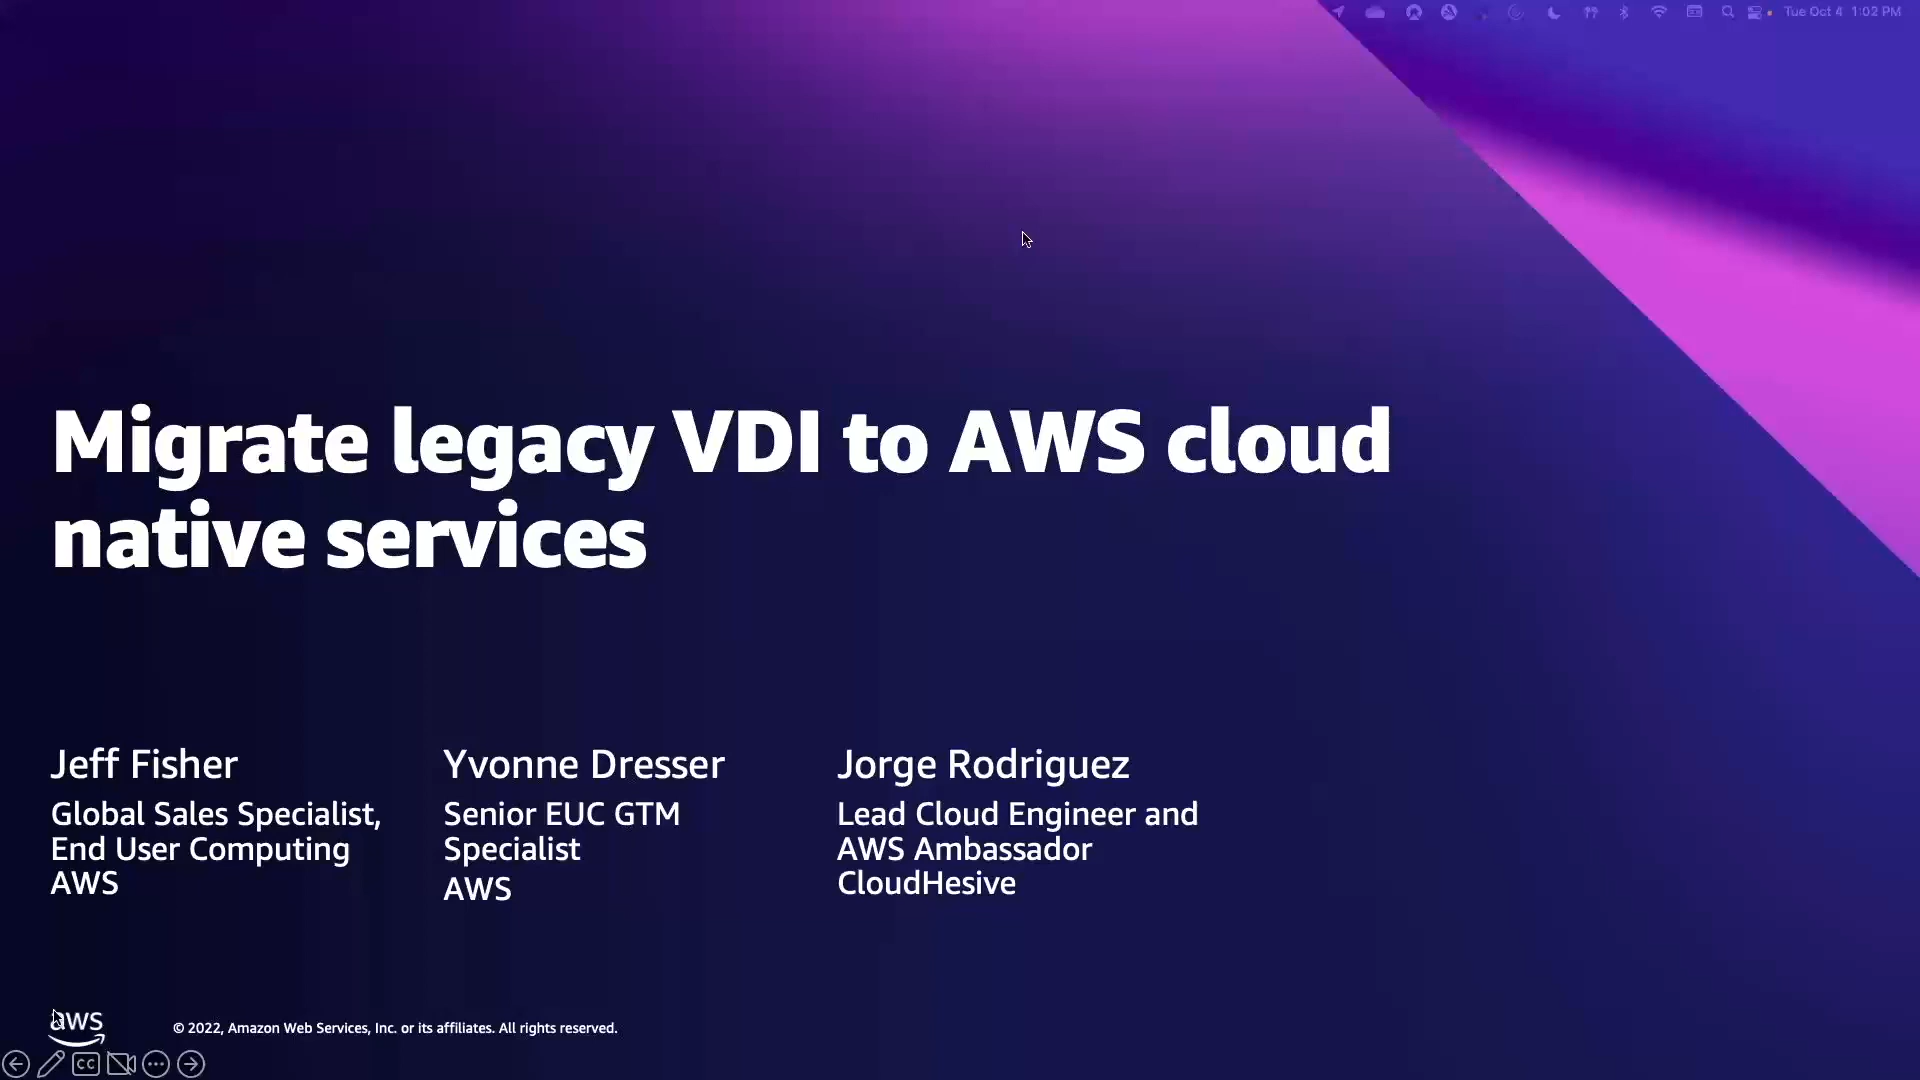 Tue Oct 4 1:02 PM
Migrate legacy VDI to AWS cloud
native services
Jeff Fisher
Global Sales Specialist,
End User Computing
AWS
Yvonne Dresser
Senior EUC GTM
Specialist
AWS
Jorge Rodriguez
Lead Cloud Engineer and
AWS Ambassador
CloudHesive
aws
© 2022, Amazon Web Services, Inc. or its affiliates. All rights reserved.
CC